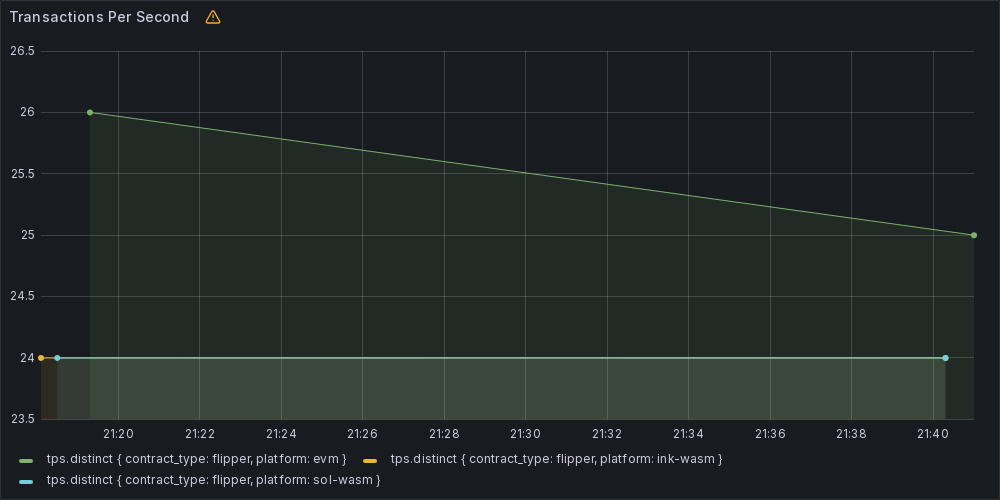 Transactions Per Second
26.5
26
25.5
25
24.5
24
23.5
21:20 21:22 21:24 21:26 21:28 21:30 21:32 21:34 21:36 21:38 21:40
tps.distinct { contract_type: flipper, platform: evm } tps.distinct { contract_type: flipper, platform: ink-wasm }
tps.distinct { contract_type: flipper, platform: sol-wasm }